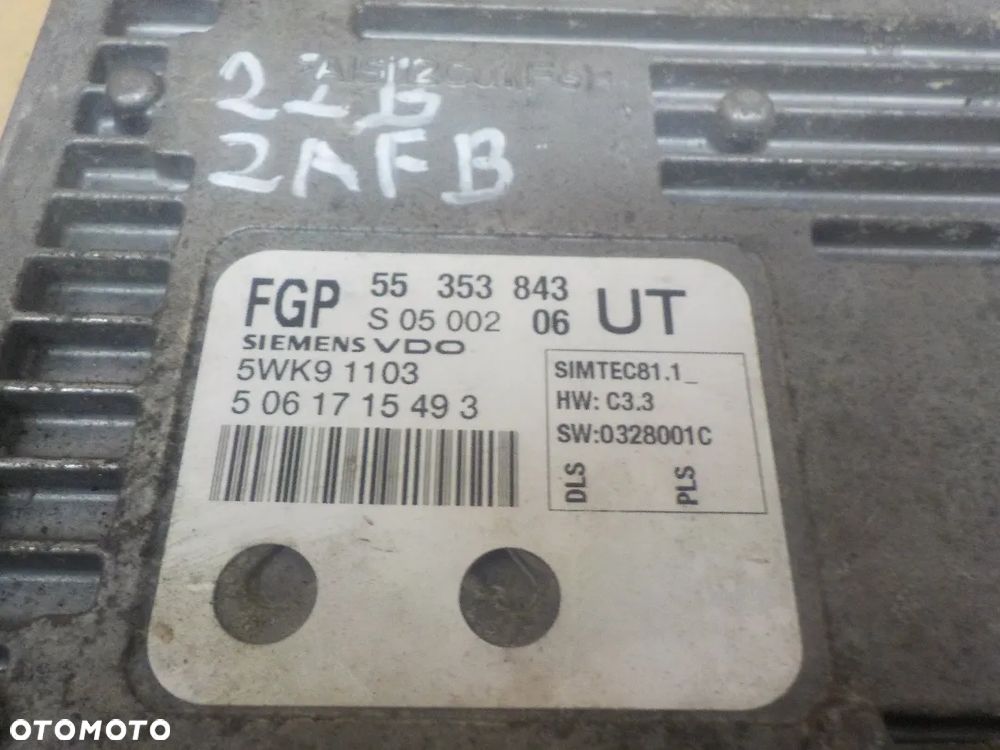 22B
2AFB
FGP 55 353 843 UT
S 05 002 06
SIEMENS VDO
5WK9 1103
5 06 17 15 49 3
SIMTEC81.1_
HW: C3.3
SW:0328001C
DLS PLS
OTOMOTO